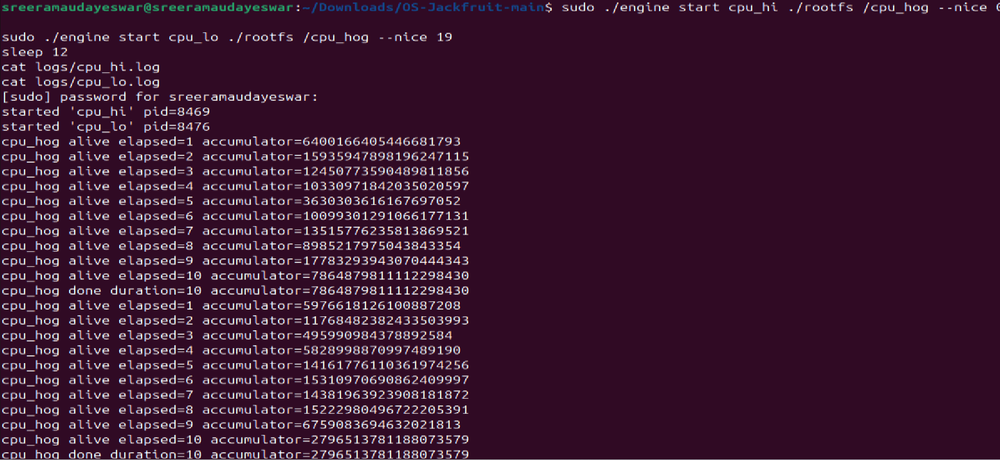 sreeramaudayeswar@sreeramaudayeswar:~/Downloads/OS-Jackfruit-main$ sudo ./engine start cpu_hi ./rootfs /cpu_hog --nice 0
sudo ./engine start cpu_lo ./rootfs /cpu_hog --nice 19
sleep 12
cat logs/cpu_hi.log
cat logs/cpu_lo.log
[sudo] password for sreeramaudayeswar:
started 'cpu_hi' pid=8469
started 'cpu_lo' pid=8476
cpu_hog alive elapsed=1 accumulator=6400166405446681793
cpu_hog alive elapsed=2 accumulator=15935947898196247115
cpu_hog alive elapsed=3 accumulator=12450773590489811856
cpu_hog alive elapsed=4 accumulator=10330971842035020597
cpu_hog alive elapsed=5 accumulator=3630303616167697052
cpu_hog alive elapsed=6 accumulator=10099301291066177131
cpu_hog alive elapsed=7 accumulator=13515776235813869521
cpu_hog alive elapsed=8 accumulator=8985217975043843354
cpu_hog alive elapsed=9 accumulator=17783293943070444343
cpu_hog alive elapsed=10 accumulator=7864879811112298430
cpu_hog done duration=10 accumulator=7864879811112298430
cpu_hog alive elapsed=1 accumulator=5976618126100887208
cpu_hog alive elapsed=2 accumulator=11768482382433503993
cpu_hog alive elapsed=3 accumulator=495990984378892584
cpu_hog alive elapsed=4 accumulator=5828998870997489190
cpu_hog alive elapsed=5 accumulator=14161776110361974256
cpu_hog alive elapsed=6 accumulator=15310970690862409997
cpu_hog alive elapsed=7 accumulator=14381963923908181872
cpu_hog alive elapsed=8 accumulator=15222980496722205391
cpu_hog alive elapsed=9 accumulator=6759083694632021813
cpu_hog alive elapsed=10 accumulator=2796513781188073579
cpu_hog done duration=10 accumulator=2796513781188073579